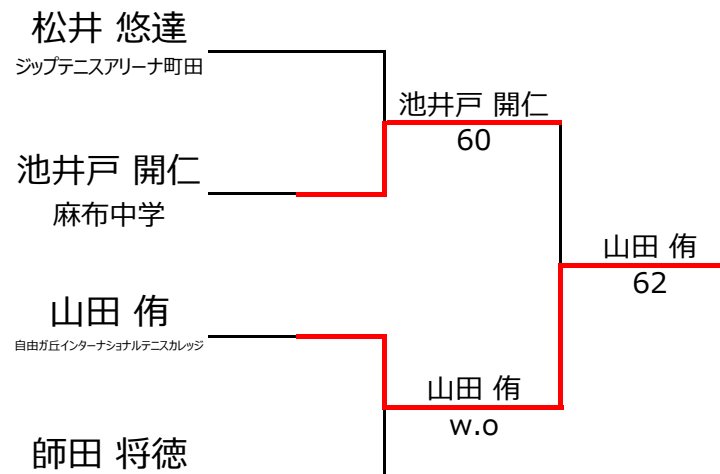 松井 悠達
ジップテニスアリーナ町田
池井戸 開仁
60
池井戸 開仁
麻布中学
山田 侑
62
山田 侑
自由ガ丘インターナショナルテニスカレッジ
山田 侑
w.o
師田 将徳